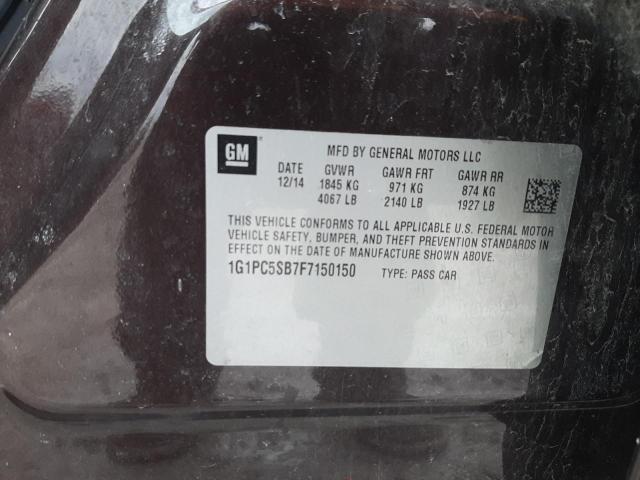 GM
MFD BY GENERAL MOTORS LLC
DATE GVWR GAWR FRT GAWR RR
12/14 1845 KG 971 KG 874 KG
4067 LB 2140 LB 1927 LB
THIS VEHICLE CONFORMS TO ALL APPLICABLE U.S. FEDERAL MOTOR
VEHICLE SAFETY, BUMPER, AND THEFT PREVENTION STANDARDS IN
EFFECT ON THE DATE OF MANUFACTURE SHOWN ABOVE.
1G1PC5SB7F7150150 TYPE: PASS CAR